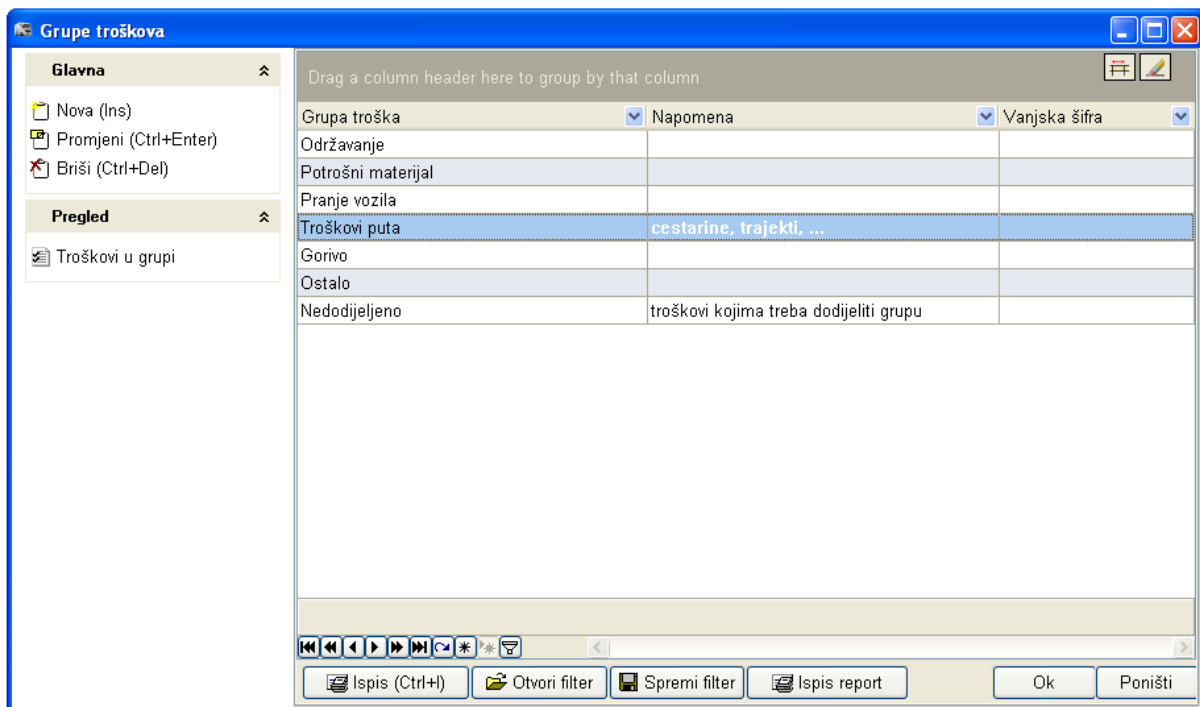 Grupe troškova
Glavna
Nova (Ins)
Promjeni (Ctrl+Enter)
Briši (Ctrl+Del)
Pregled
Troškovi u grupi
Drag a column header here to group by that column
Grupa troška Napomena Vanjska šifra
Održavanje
Potrošni materijal
Pranje vozila
Troškovi puta cestarine, trajekti, ...
Gorivo
Ostalo
Nedodijeljeno troškovi kojima treba dodijeliti grupu
Ispis (Ctrl+I) Otvori filter Spremi filter Ispis report Ok Poništi